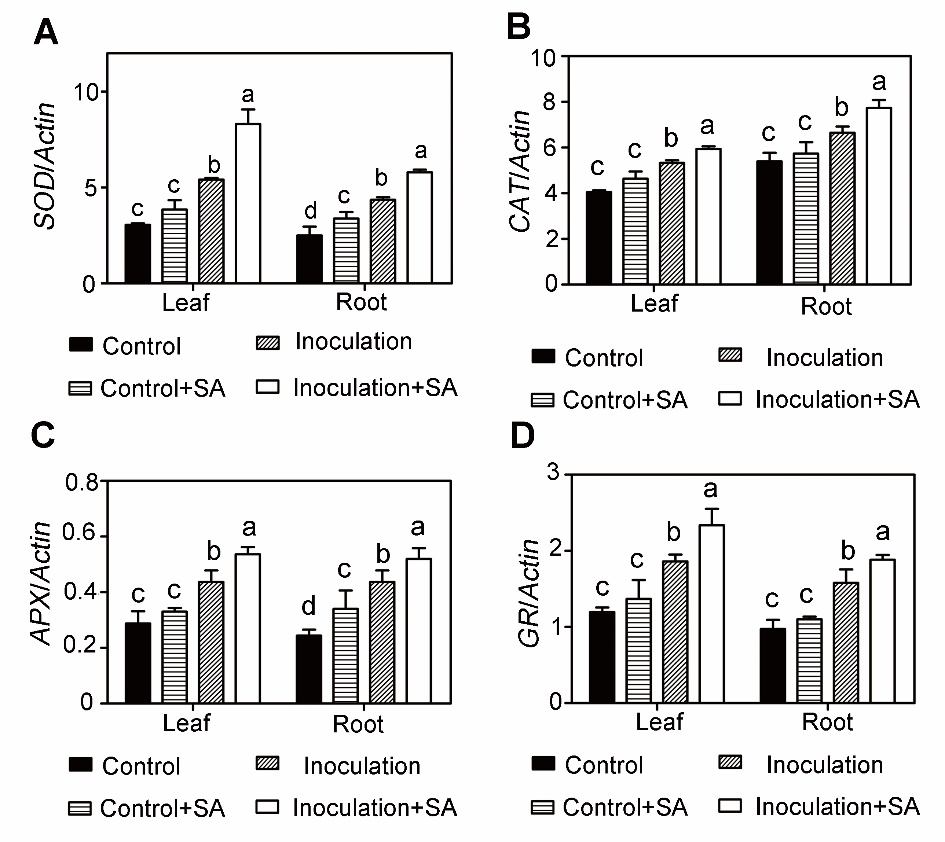 A
SOD/Actin
10
5
0
c c b a
d c b a
Leaf Root
Control Inoculation
Control+SA Inoculation+SA
B
CAT/Actin
10
8
6
4
2
0
c c b a
c c b a
Leaf Root
Control Inoculation
Control+SA Inoculation+SA
C
APX/Actin
0.8
0.6
0.4
0.2
0
c c b a
d c b a
Leaf Root
Control Inoculation
Control+SA Inoculation+SA
D
GR/Actin
3
2
1
0
c c b a
c c b a
Leaf Root
Control Inoculation
Control+SA Inoculation+SA